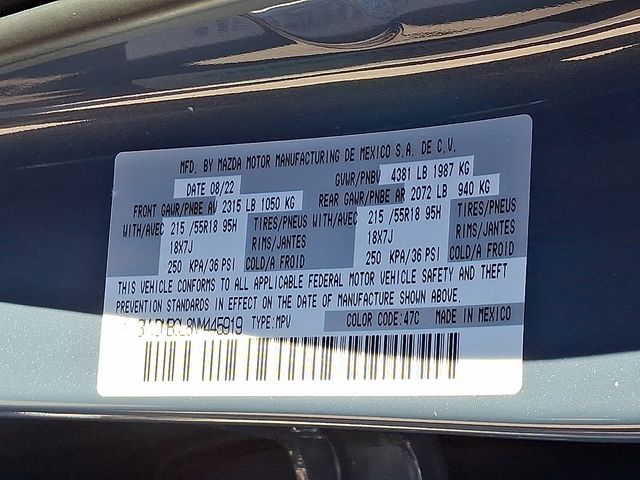 MFD. BY MAZDA MOTOR MANUFACTURING DE MEXICO S.A. DE C.V.
DATE 08/22 GVWR/PNBV 4381 LB 1987 KG
FRONT GAWR/PNBE AV 2315 LB 1050 KG REAR GAWR/PNBE AR 2072 LB 940 KG
WITH/AVEC 215 /55R18 95H TIRES/PNEUS WITH/AVEC 215 /55R18 95H TIRES/PNEUS
18X7J RIMS/JANTES 18X7J RIMS/JANTES
250 KPA/36 PSI COLD/A FROID 250 KPA/36 PSI COLD/A FROID
THIS VEHICLE CONFORMS TO ALL APPLICABLE FEDERAL MOTOR VEHICLE SAFETY AND THEFT
PREVENTION STANDARDS IN EFFECT ON THE DATE OF MANUFACTURE SHOWN ABOVE.
TYPE:MPV COLOR CODE:47C MADE IN MEXICO